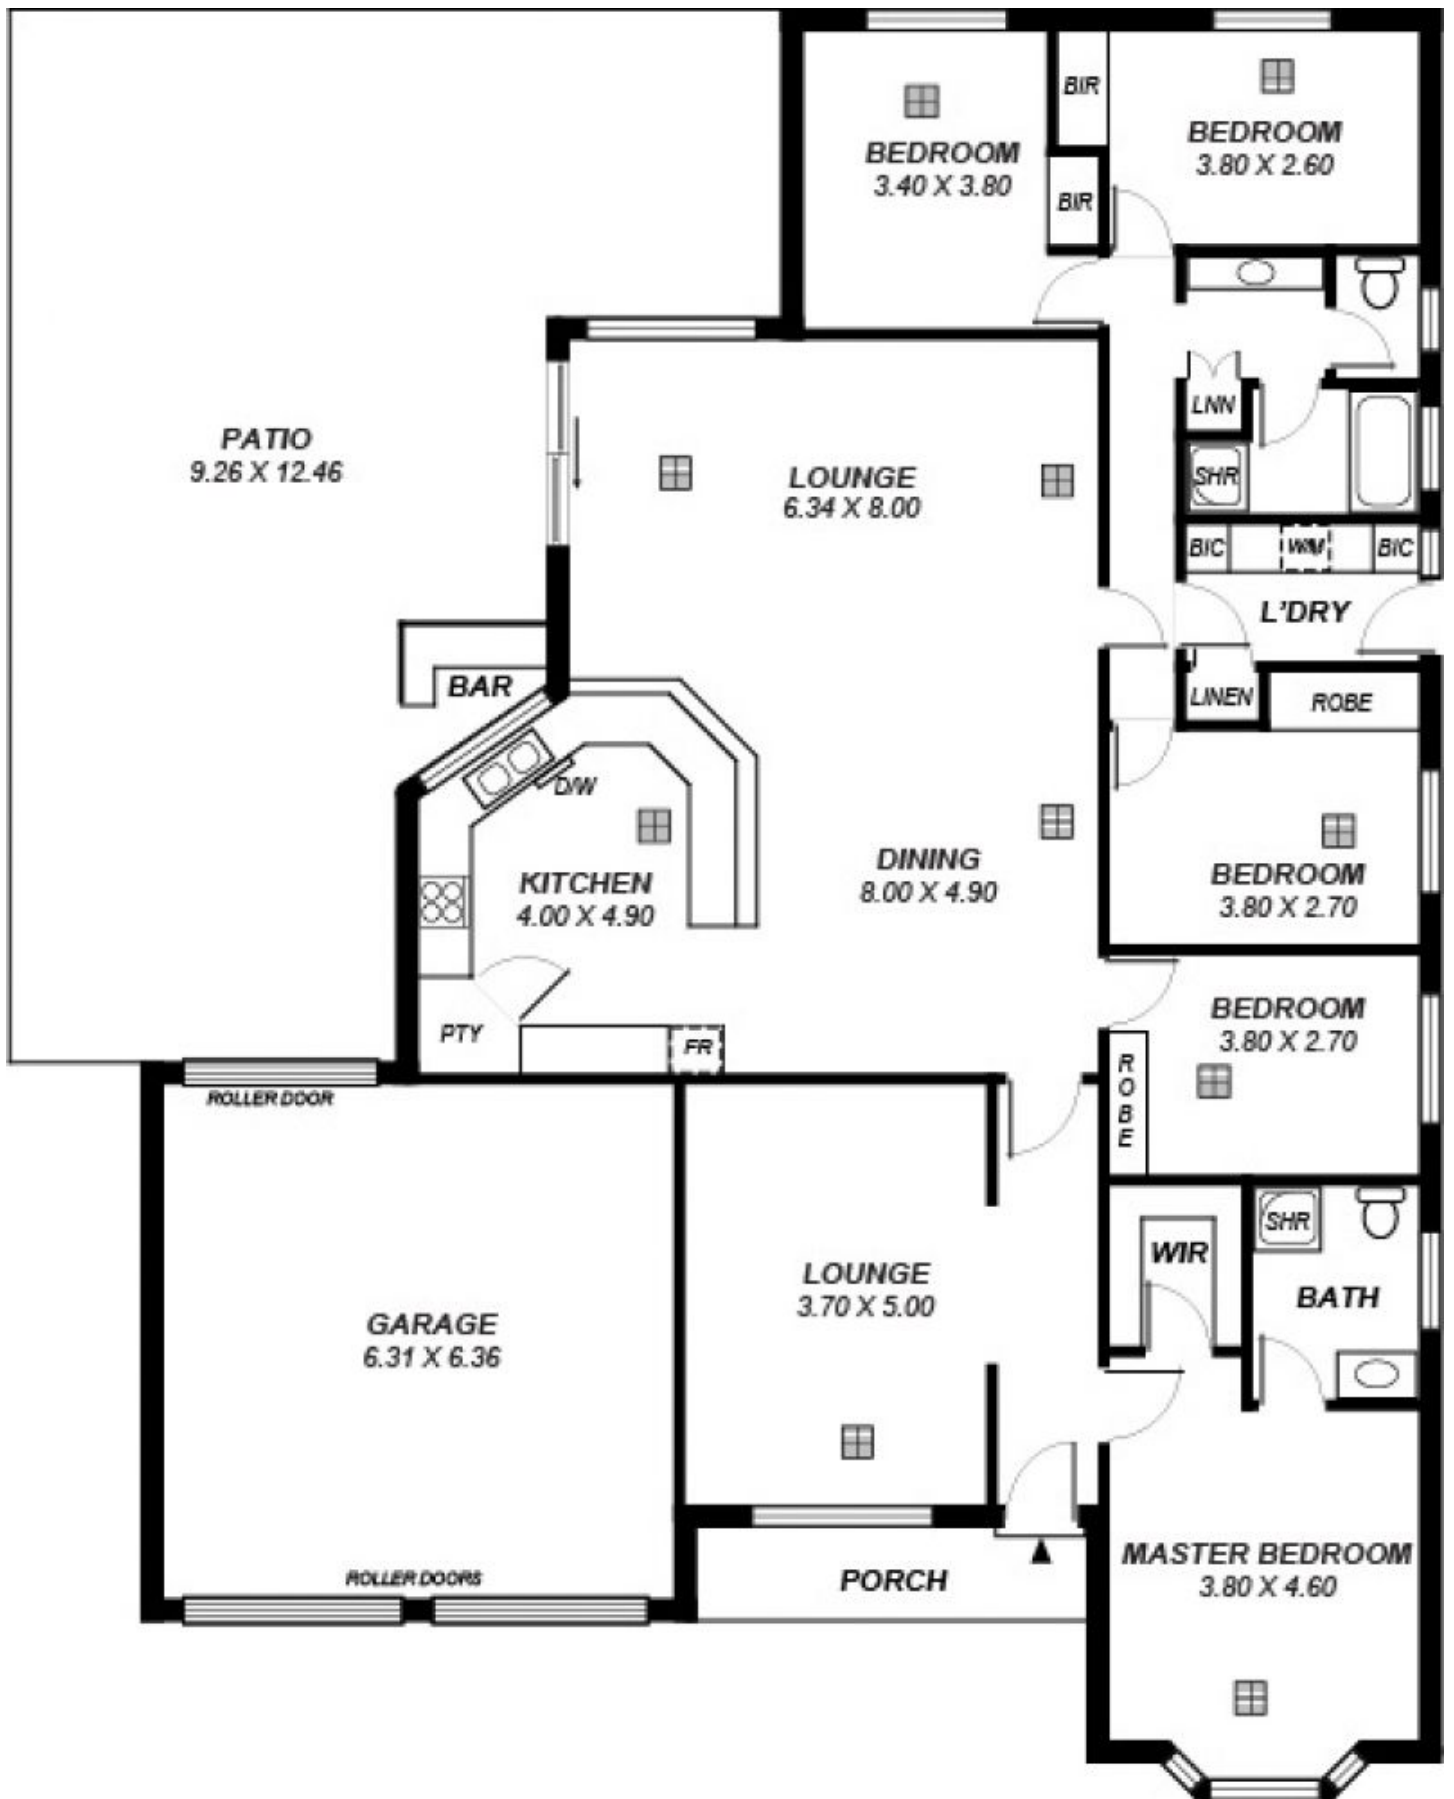 BIR
BEDROOM
3.80 X 2.60
BEDROOM
3.40 X 3.80
BIR
LNN
PATIO
9.26 X 12.46
LOUNGE
6.34 X 8.00
SHR
BIC
WM
BIC
L'DRY
BAR
LINEN
ROBE
D/W
KITCHEN
4.00 X 4.90
DINING
8.00 X 4.90
BEDROOM
3.80 X 2.70
BEDROOM
3.80 X 2.70
PTY
FR
ROBE
ROLLER DOOR
SHR
WIR
BATH
LOUNGE
3.70 X 5.00
GARAGE
6.31 X 6.36
MASTER BEDROOM
3.80 X 4.60
ROLLER DOORS
PORCH